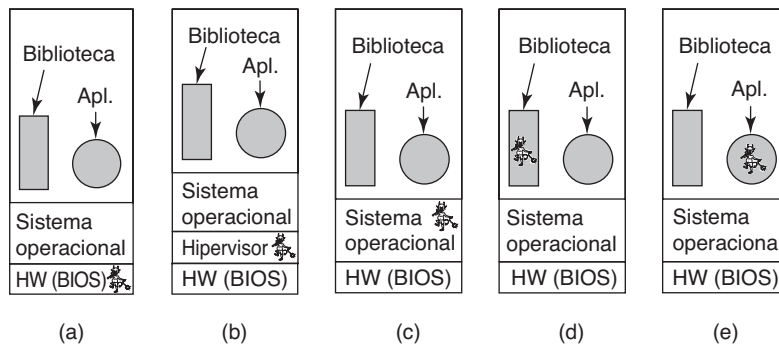 Biblioteca
Apl.
Sistema
operacional
HW (BIOS)
(a)
Biblioteca
Apl.
Sistema
operacional
Hipervisor
HW (BIOS)
(b)
Biblioteca
Apl.
Sistema
operacional
HW (BIOS)
(c)
Biblioteca
Apl.
Sistema
operacional
HW (BIOS)
(d)
Biblioteca
Apl.
Sistema
operacional
HW (BIOS)
(e)